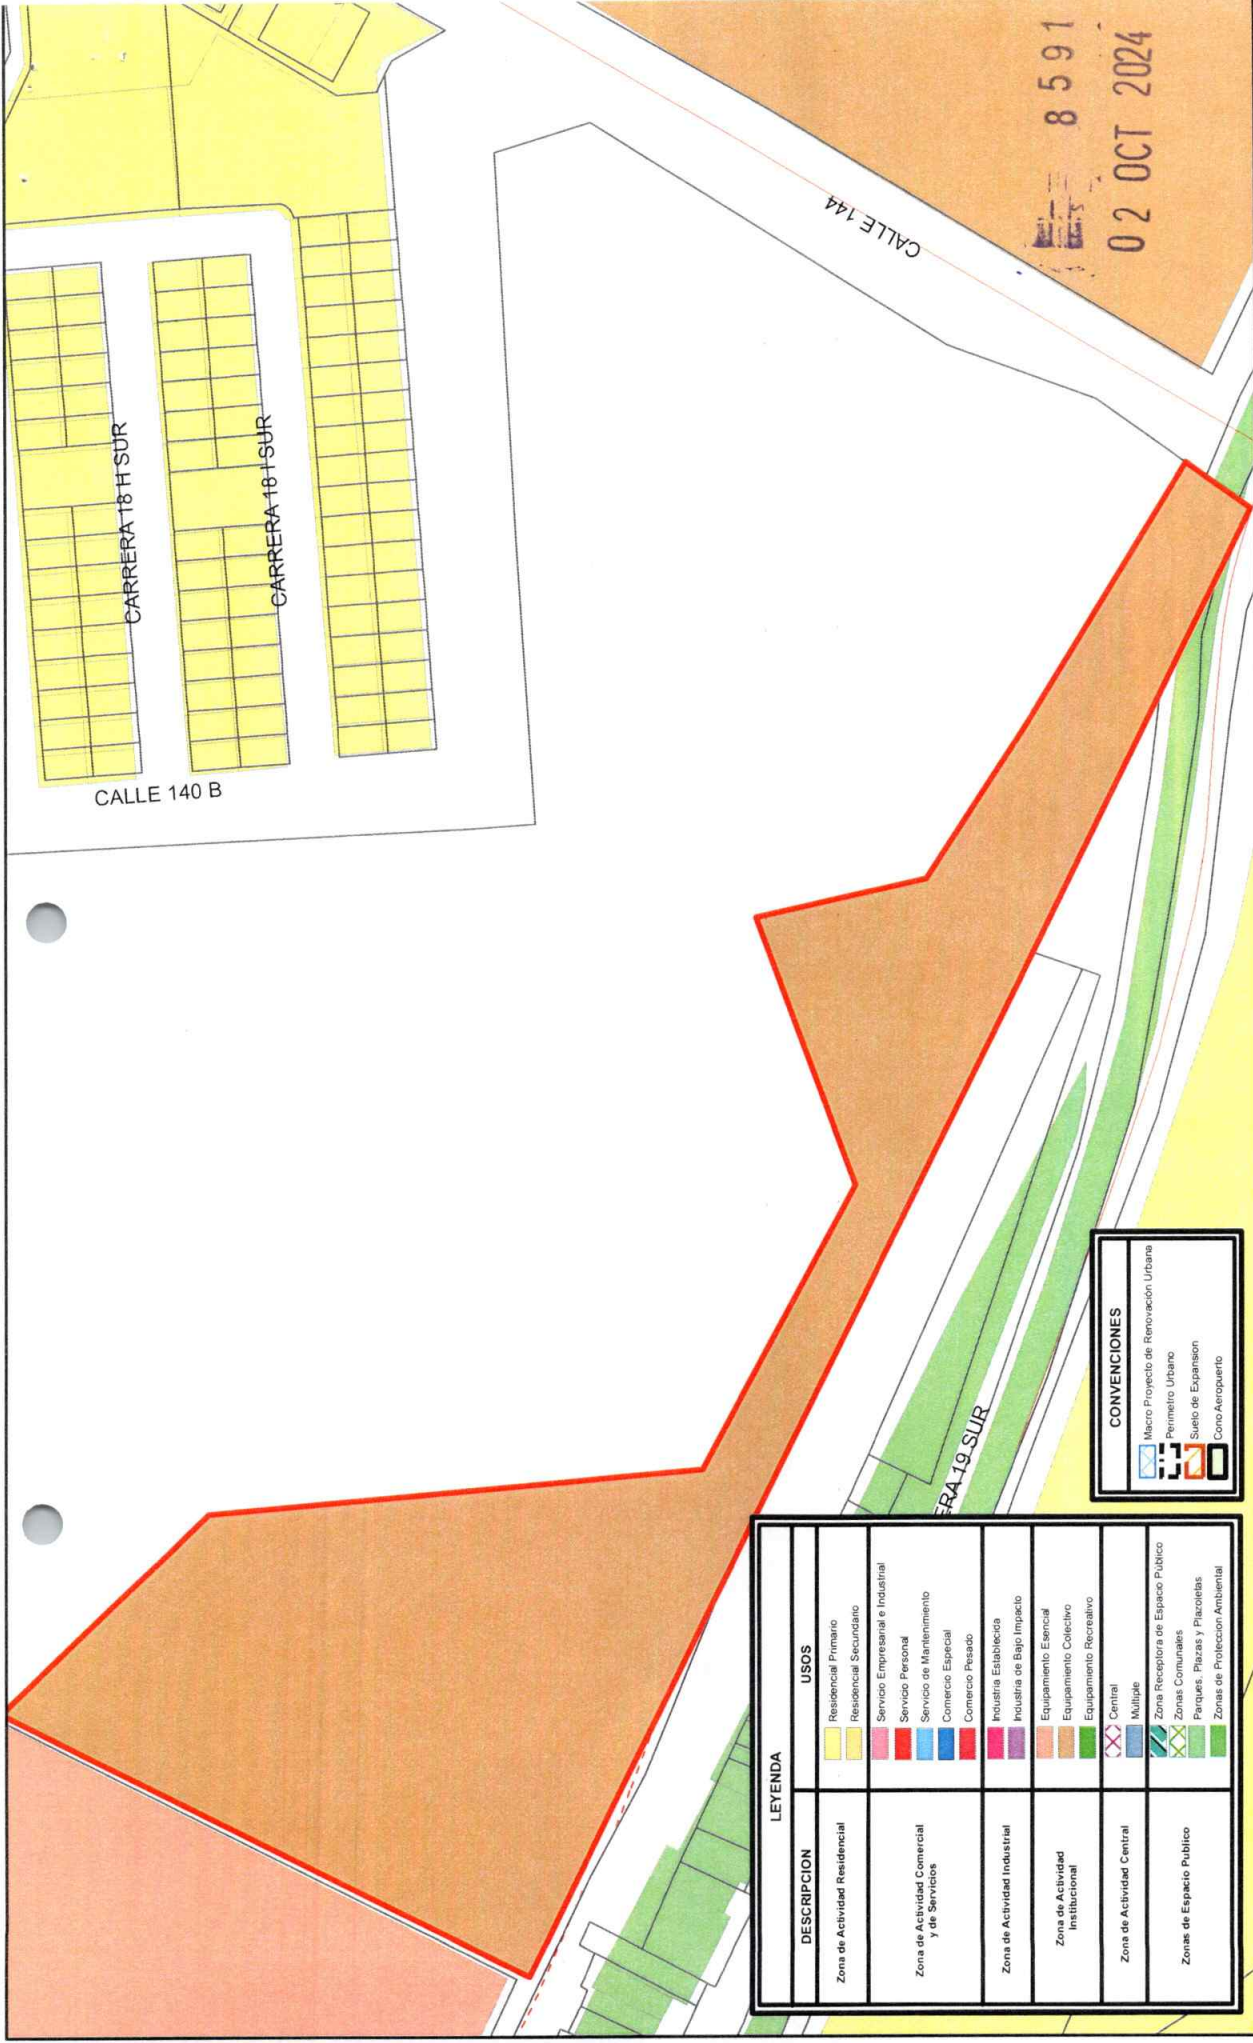 CARRERA 18 H SUR
CARRERA 18 I SUR
CALLE 140 B
CALLE 144
8591
02 OCT 2024
ERA 19 SUR
LEYENDA
DESCRIPCION
USOS
Zona de Actividad Residencial
Residencial Primario
Residencial Secundario
Zona de Actividad Comercial
y de Servicios
Servicio Empresarial e Industrial
Servicio Personal
Servicio de Mantenimiento
Comercio Especial
Comercio Pesado
Zona de Actividad Industrial
Industria Establecida
Industria de Bajo Impacto
Zona de Actividad
Institucional
Equipamiento Esencial
Equipamiento Colectivo
Equipamiento Recreativo
Zona de Actividad Central
Central
Múltiple
Zonas de Espacio Publico
Zona Receptora de Espacio Público
Zonas Comunales
Parques, Plazas y Plazoletas
Zonas de Proteccion Ambiental
CONVENCIONES
Macro Proyecto de Renovación Urbana
Perimetro Urbano
Suelo de Expansion
Cono Aeropuerto